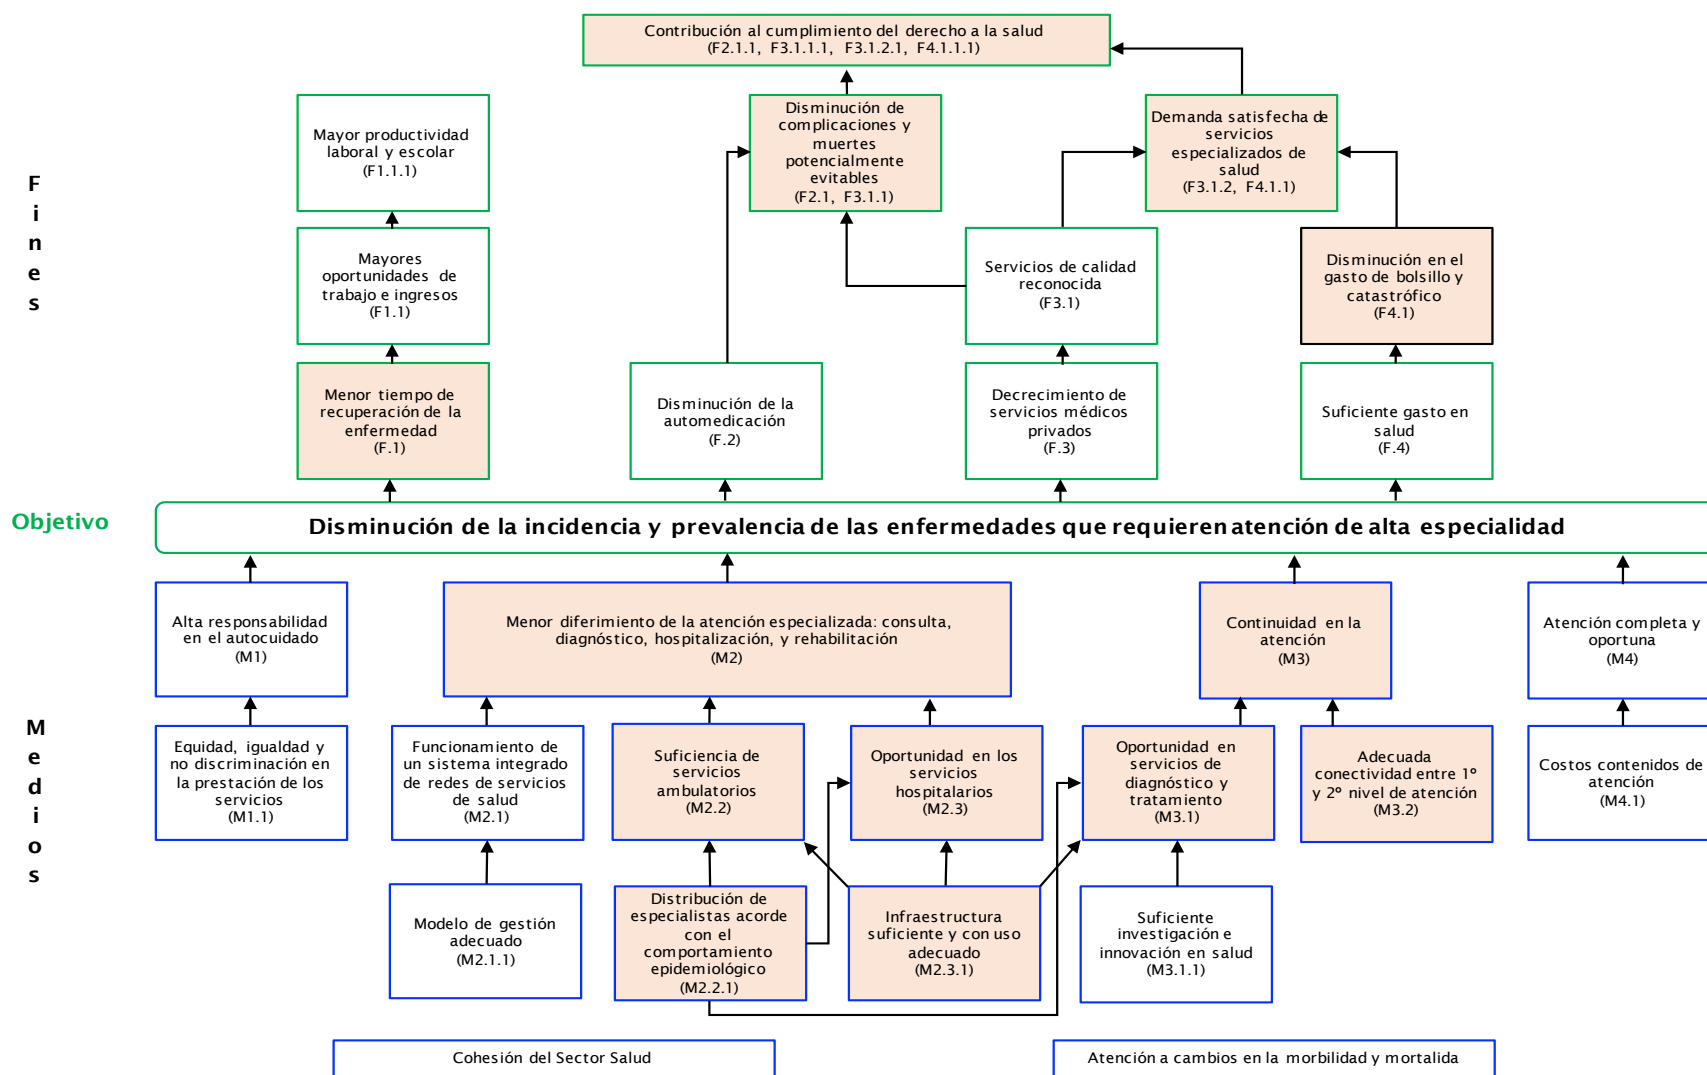 Contribución al cumplimiento del derecho a la salud
(F2.1.1, F3.1.1.1, F3.1.2.1, F4.1.1.1)
Mayor productividad
laboral y escolar
(F1.1.1)
Disminución de
complicaciones y
muertes
potencialmente
evitables
(F2.1, F3.1.1)
Demanda satisfecha de
servicios
especializados de
salud
(F3.1.2, F4.1.1)
F
i
n
e
s
Mayores
oportunidades de
trabajo e ingresos
(F1.1)
Servicios de calidad
reconocida
(F3.1)
Disminución en el
gasto de bolsillo y
catastrófico
(F4.1)
Menor tiempo de
recuperación de la
enfermedad
(F.1)
Disminución de la
automedicación
(F.2)
Decrecimiento de
servicios médicos
privados
(F.3)
Suficiente gasto en
salud
(F.4)
Objetivo
Disminución de la incidencia y prevalencia de las enfermedades que requieren atención de alta especialidad
Alta responsabilidad
en el autocuidado
(M1)
Menor diferimiento de la atención especializada: consulta,
diagnóstico, hospitalización, y rehabilitación
(M2)
Continuidad en la
atención
(M3)
Atención completa y
oportuna
(M4)
M
e
d
i
o
s
Equidad, igualdad y
no discriminación en
la prestación de los
servicios
(M1.1)
Funcionamiento de
un sistema integrado
de redes de servicios
de salud
(M2.1)
Suficiencia de
servicios
ambulatorios
(M2.2)
Oportunidad en los
servicios
hospitalarios
(M2.3)
Oportunidad en
servicios de
diagnóstico y
tratamiento
(M3.1)
Adecuada
conectividad entre 1º
y 2º nivel de atención
(M3.2)
Costos contenidos de
atención
(M4.1)
Modelo de gestión
adecuado
(M2.1.1)
Distribución de
especialistas acorde
con el
comportamiento
epidemiológico
(M2.2.1)
Infraestructura
suficiente y con uso
adecuado
(M2.3.1)
Suficiente
investigación e
innovación en salud
(M3.1.1)
Cohesión del Sector Salud
Atención a cambios en la morbilidad y mortalida